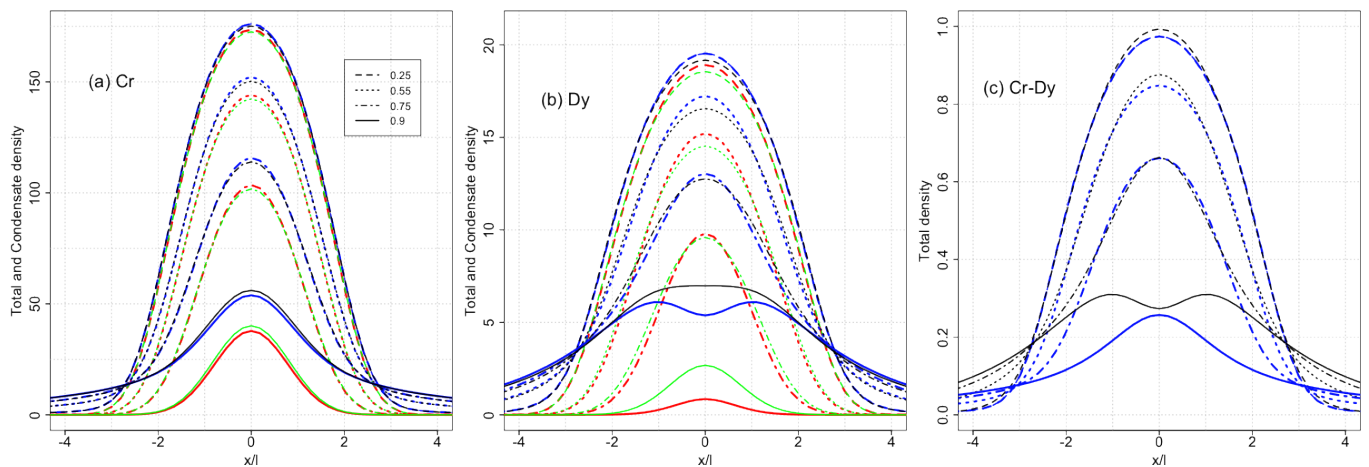 Total and Condensate density
0
50
100
150
(a) Cr
0.25
0.55
0.75
0.9
-4 -2 0 2 4
x/l
Total and Condensate density
0
5
10
15
20
(b) Dy
-4 -2 0 2 4
x/l
Total density
0.0
0.2
0.4
0.6
0.8
1.0
(c) Cr-Dy
-4 -2 0 2 4
x/l